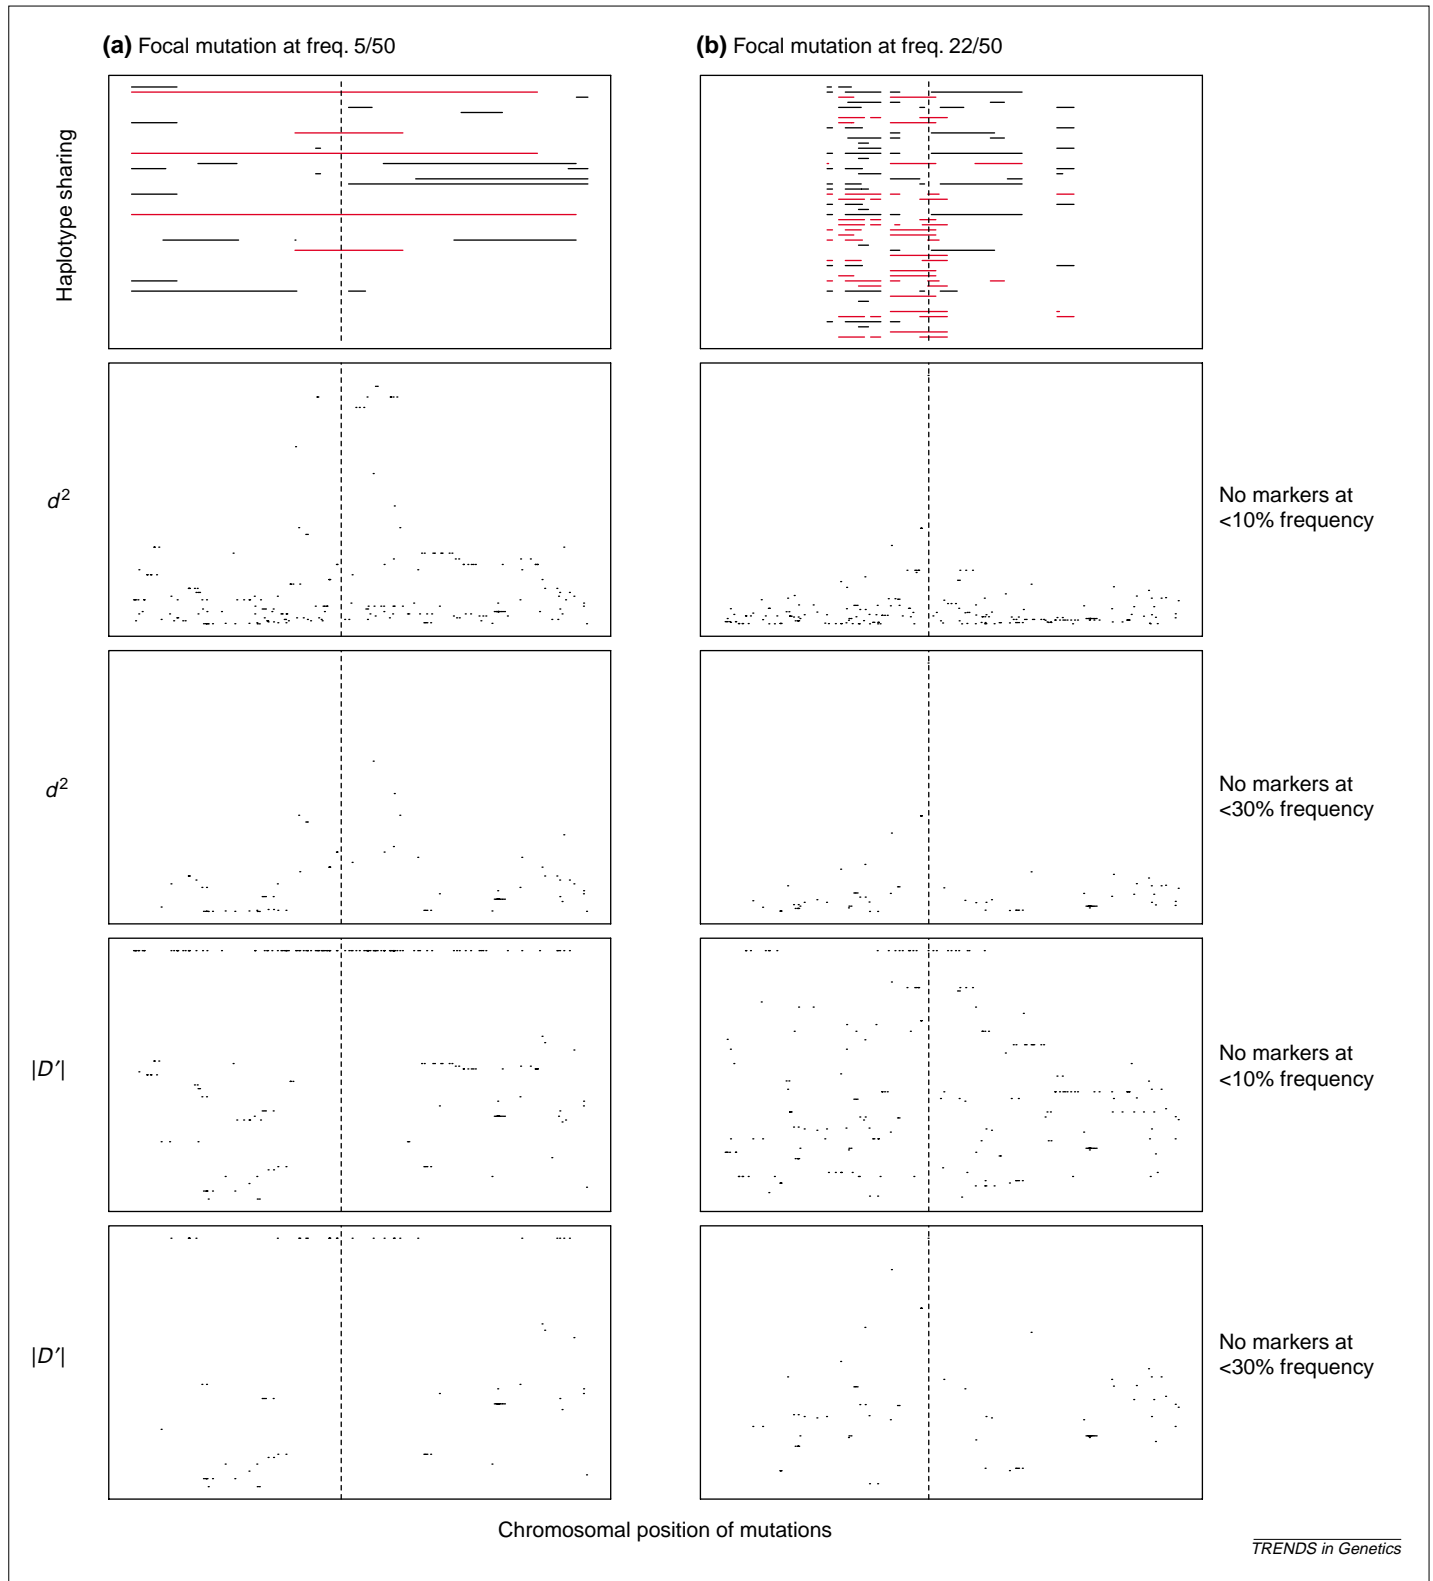 (a) Focal mutation at freq. 5/50
(b) Focal mutation at freq. 22/50
Haplotype sharing
d²
No markers at
<10% frequency
d²
No markers at
<30% frequency
|D′|
No markers at
<10% frequency
|D′|
No markers at
<30% frequency
Chromosomal position of mutations
TRENDS in Genetics